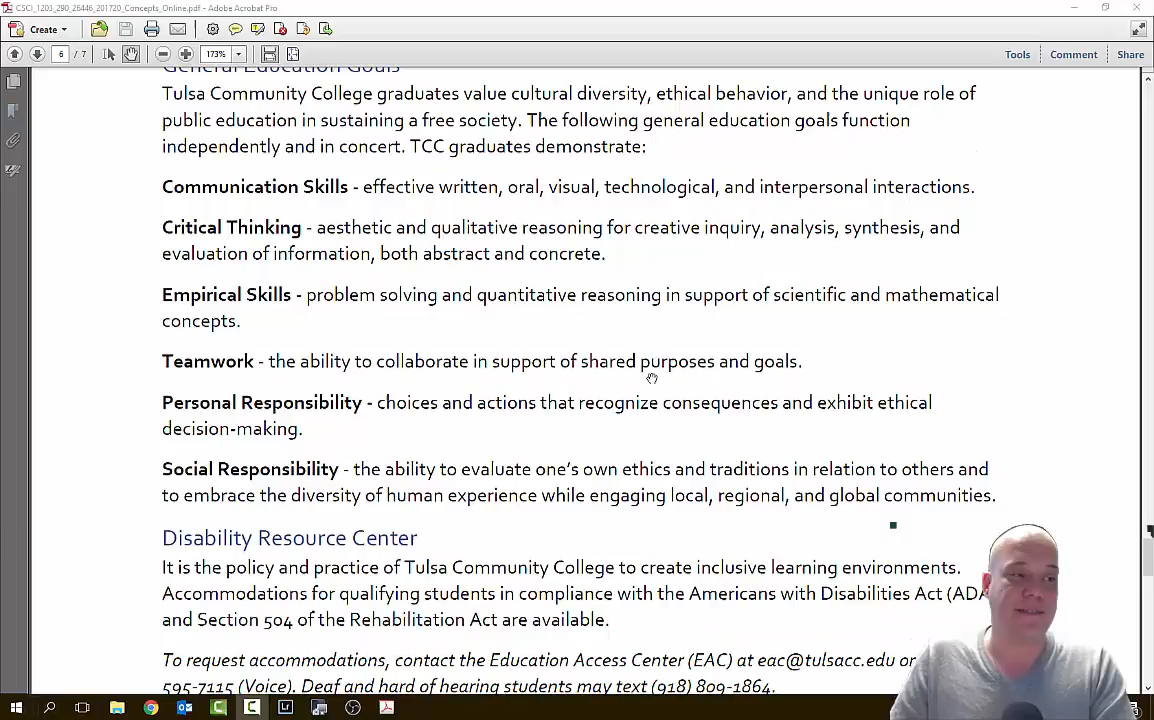 CSCI_1203_290_26446_201720_Concepts_Online.pdf - Adobe Acrobat Pro
Create
6 / 7 173% Tools Comment Share
General Education Goals
Tulsa Community College graduates value cultural diversity, ethical behavior, and the unique role of
public education in sustaining a free society. The following general education goals function
independently and in concert. TCC graduates demonstrate:
Communication Skills - effective written, oral, visual, technological, and interpersonal interactions.
Critical Thinking - aesthetic and qualitative reasoning for creative inquiry, analysis, synthesis, and
evaluation of information, both abstract and concrete.
Empirical Skills - problem solving and quantitative reasoning in support of scientific and mathematical
concepts.
Teamwork - the ability to collaborate in support of shared purposes and goals.
Personal Responsibility - choices and actions that recognize consequences and exhibit ethical
decision-making.
Social Responsibility - the ability to evaluate one's own ethics and traditions in relation to others and
to embrace the diversity of human experience while engaging local, regional, and global communities.
Disability Resource Center
It is the policy and practice of Tulsa Community College to create inclusive learning environments.
Accommodations for qualifying students in compliance with the Americans with Disabilities Act (ADA
and Section 504 of the Rehabilitation Act are available.
To request accommodations, contact the Education Access Center (EAC) at eac@tulsacc.edu or
595-7115 (Voice). Deaf and hard of hearing students may text (918) 809-1864.